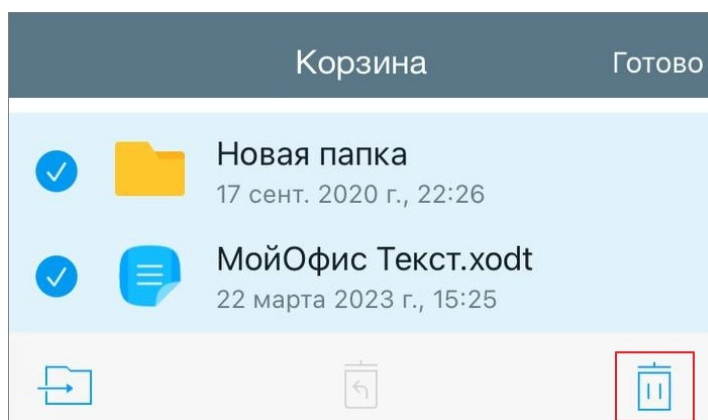 Корзина
Готово
Новая папка
17 сент. 2020 г., 22:26
МойОфис Текст.xodt
22 марта 2023 г., 15:25